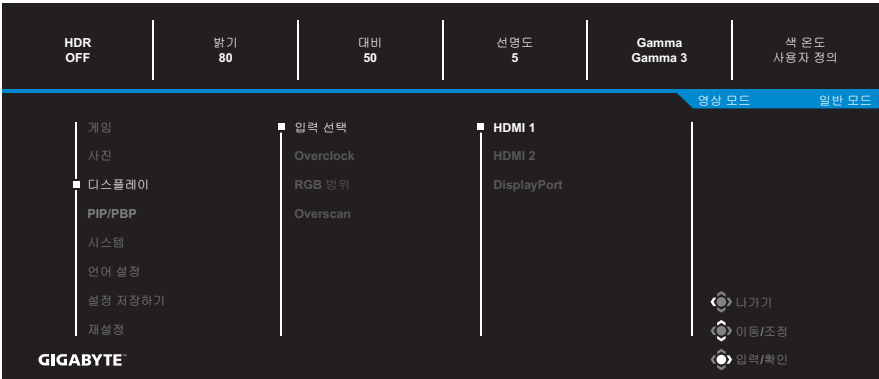 HDR
OFF
밝기
80
대비
50
선명도
5
Gamma
Gamma 3
색 온도
사용자 정의
영상 모드 일반 모드
게임
사진
디스플레이
PIP/PBP
시스템
언어 설정
설정 저장하기
재설정
입력 선택
Overclock
RGB 범위
Overscan
HDMI 1
HDMI 2
DisplayPort
나가기
이동/조정
입력/확인
GIGABYTE™